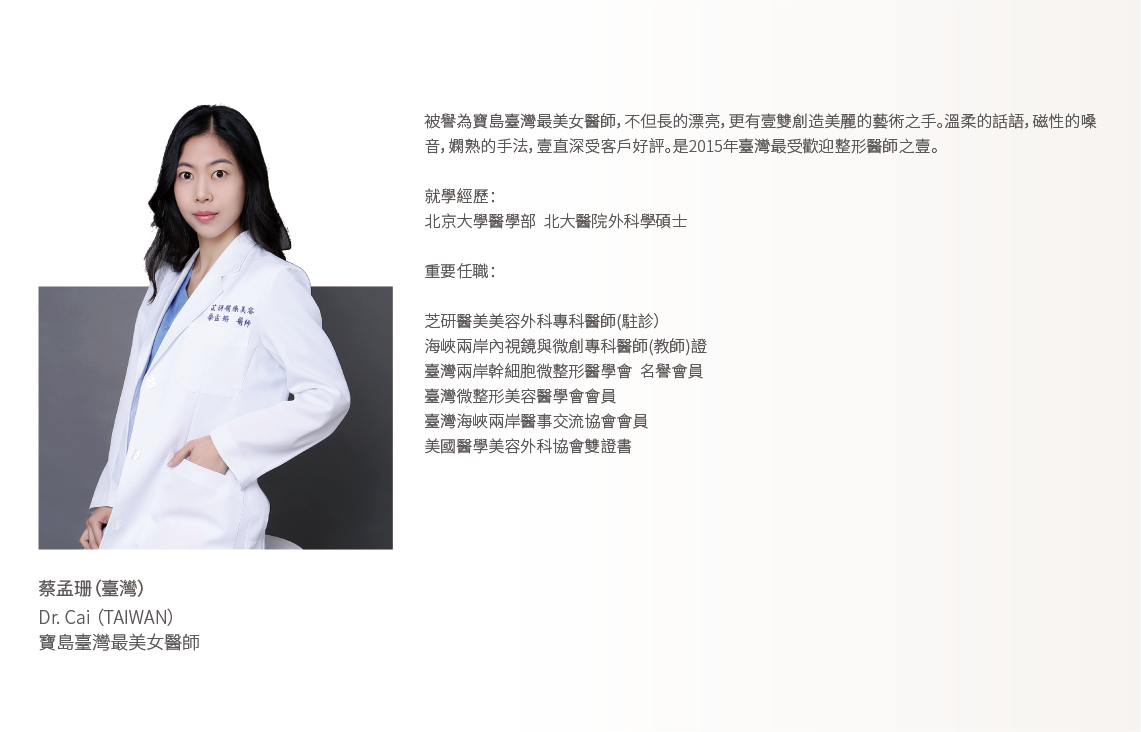 被譽為寶島臺灣最美女醫師，不但長的漂亮，更有壹雙創造美麗的藝術之手。溫柔的話語，磁性的嗓
音，嫻熟的手法，壹直深受客戶好評。是2015年臺灣最受歡迎整形醫師之壹。
就學經歷：
北京大學醫學部 北大醫院外科學碩士
重要任職：
芝研醫美美容外科專科醫師(駐診）
海峽兩岸內視鏡與微創專科醫師(教師)證
臺灣兩岸幹細胞微整形醫學會 名譽會員
臺灣微整形美容醫學會會員
臺灣海峽兩岸醫事交流協會會員
美國醫學美容外科協會雙證書
芝研醫療美容
蔡孟珊 醫師
蔡孟珊（臺灣）
Dr. Cai（TAIWAN）
寶島臺灣最美女醫師